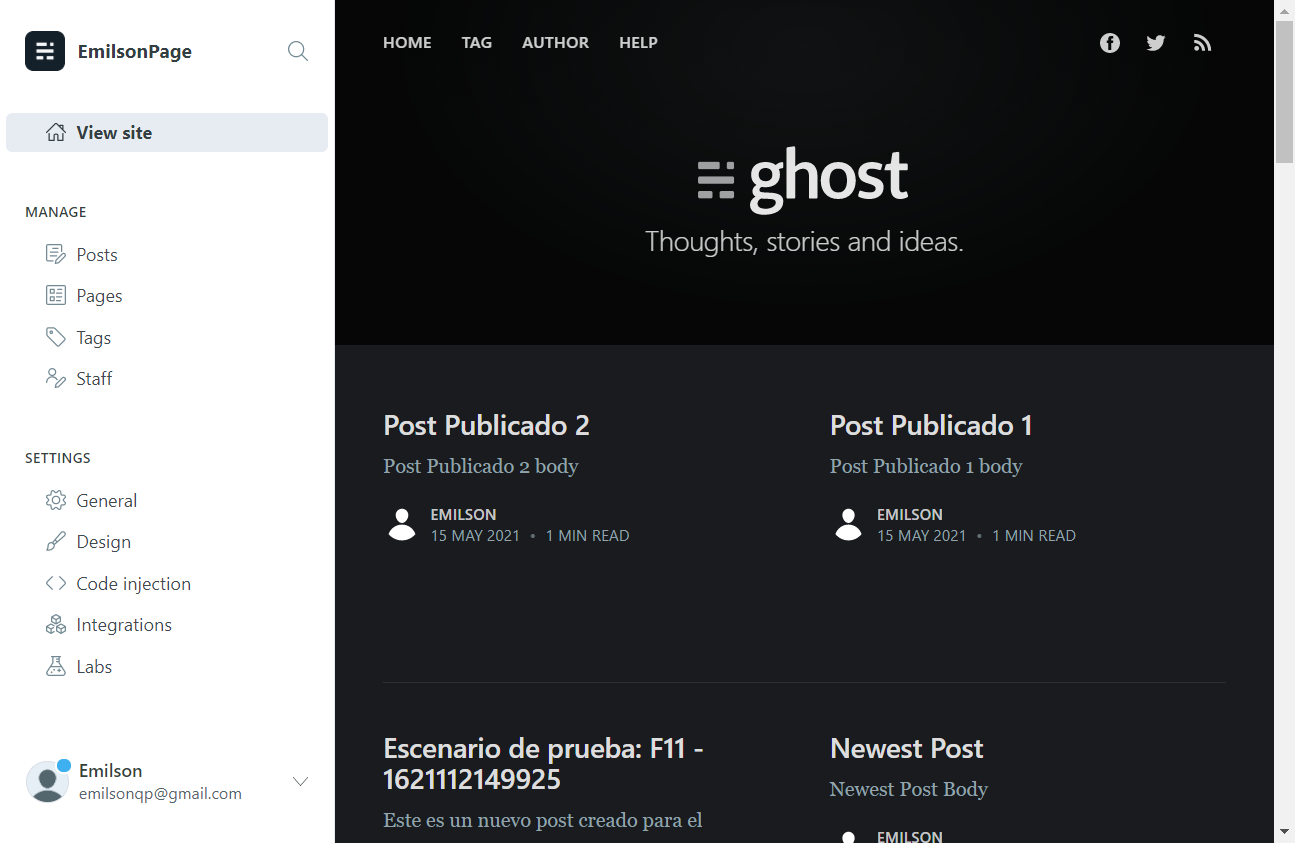 EmilsonPage
View site
MANAGE
Posts
Pages
Tags
Staff
SETTINGS
General
Design
Code injection
Integrations
Labs
Emilson
emilsonqp@gmail.com
HOME TAG AUTHOR HELP
ghost
Thoughts, stories and ideas.
Post Publicado 2
Post Publicado 2 body
EMILSON
15 MAY 2021 • 1 MIN READ
Post Publicado 1
Post Publicado 1 body
EMILSON
15 MAY 2021 • 1 MIN READ
Escenario de prueba: F11 -
1621112149925
Este es un nuevo post creado para el
Newest Post
Newest Post Body
EMILSON